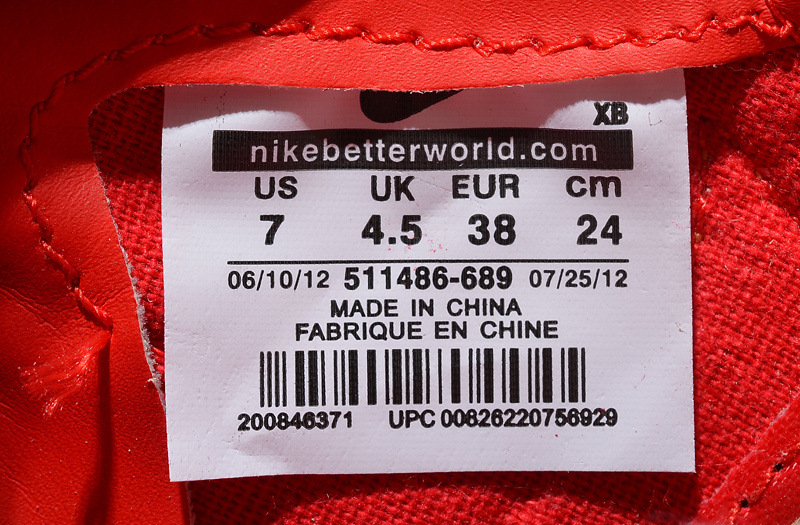 XB
nikebetterworld.com
US UK EUR cm
7 4.5 38 24
06/10/12 511486-689 07/25/12
MADE IN CHINA
FABRIQUE EN CHINE
200846371 UPC 00826220756929